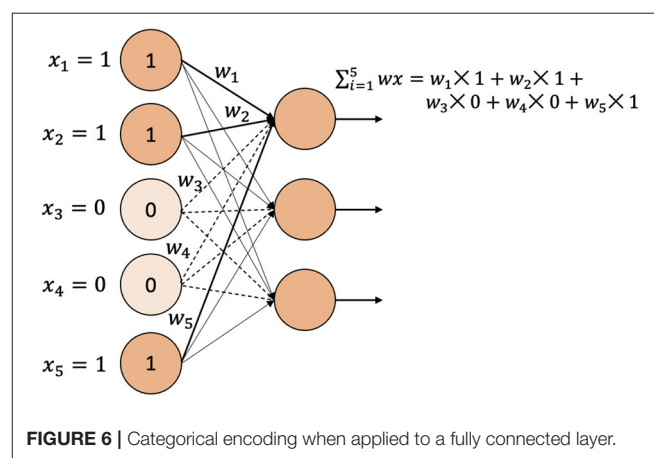 x₁ = 1
1
w₁
∑⁵ᵢ₌₁ wx = w₁×1 + w₂×1 +
w₃×0 + w₄×0 + w₅×1
x₂ = 1
1
w₂
x₃ = 0
0
w₃
x₄ = 0
0
w₄
x₅ = 1
1
w₅
FIGURE 6 | Categorical encoding when applied to a fully connected layer.